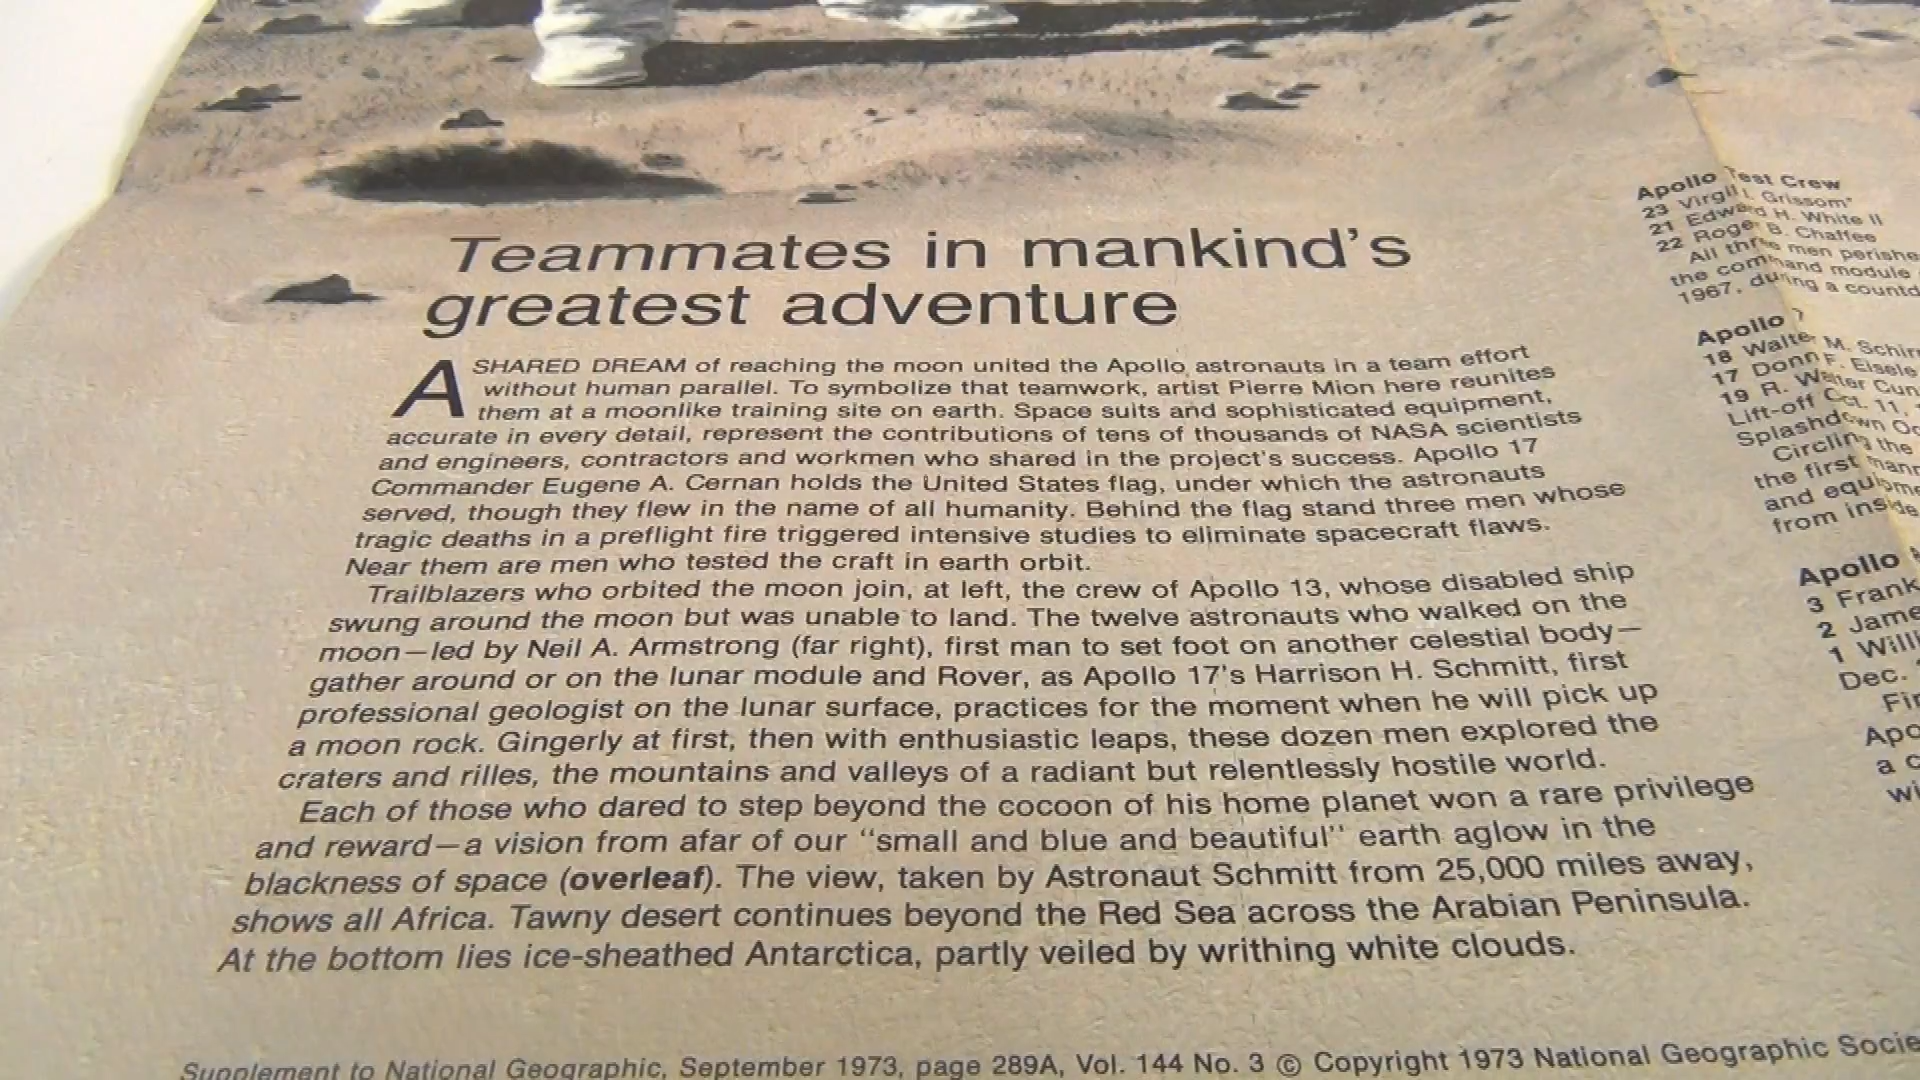 Teammates in mankind's
greatest adventure
A SHARED DREAM of reaching the moon united the Apollo astronauts in a team effort
without human parallel. To symbolize that teamwork, artist Pierre Mion here reunites
them at a moonlike training site on earth. Space suits and sophisticated equipment,
accurate in every detail, represent the contributions of tens of thousands of NASA scientists
and engineers, contractors and workmen who shared in the project's success. Apollo 17
Commander Eugene A. Cernan holds the United States flag, under which the astronauts
served, though they flew in the name of all humanity. Behind the flag stand three men whose
tragic deaths in a preflight fire triggered intensive studies to eliminate spacecraft flaws.
Near them are men who tested the craft in earth orbit.
Trailblazers who orbited the moon join, at left, the crew of Apollo 13, whose disabled ship
swung around the moon but was unable to land. The twelve astronauts who walked on the
moon—led by Neil A. Armstrong (far right), first man to set foot on another celestial body—
gather around or on the lunar module and Rover, as Apollo 17's Harrison H. Schmitt, first
professional geologist on the lunar surface, practices for the moment when he will pick up
a moon rock. Gingerly at first, then with enthusiastic leaps, these dozen men explored the
craters and rilles, the mountains and valleys of a radiant but relentlessly hostile world.
Each of those who dared to step beyond the cocoon of his home planet won a rare privilege
and reward—a vision from afar of our "small and blue and beautiful" earth aglow in the
blackness of space (overleaf). The view, taken by Astronaut Schmitt from 25,000 miles away,
shows all Africa. Tawny desert continues beyond the Red Sea across the Arabian Peninsula.
At the bottom lies ice-sheathed Antarctica, partly veiled by writhing white clouds.
Supplement to National Geographic, September 1973, page 289A, Vol. 144 No. 3 © Copyright 1973 National Geographic Socie
Apollo Test Crew
23 Virgil I. Grissom*
21 Edward H. White II
22 Roger B. Chaffee
All three men perishe
the command module
1967, during a countd
Apollo 7
18 Walter M. Schirr
17 Donn F. Eisele
19 R. Walter Cun
Lift-off Oct. 11,
Splashdown Oc
Circling the
the first mann
and equipme
from inside
Apollo
3 Frank
2 Jame
1 Willi
Dec.
Fir
Apo
a c
wi